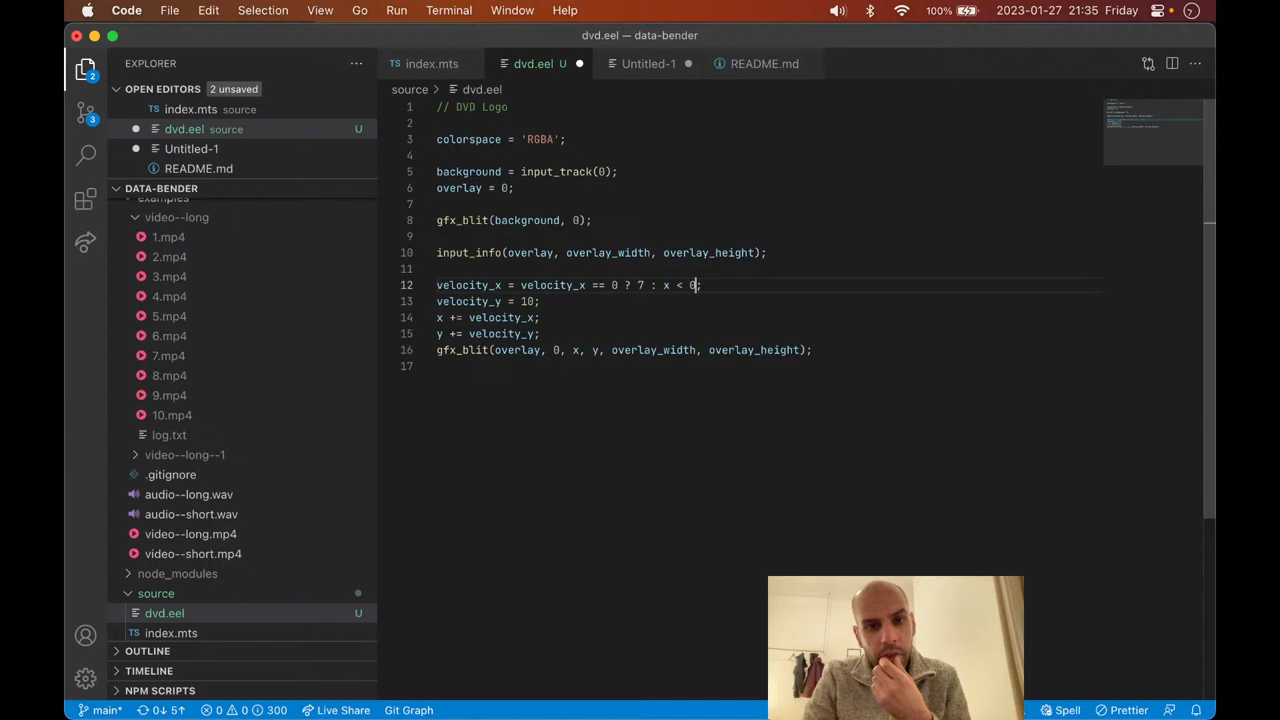 Code File Edit Selection View Go Run Terminal Window Help 100% 2023-01-27 21:35 Friday
dvd.eel — data-bender
EXPLORER
index.mts
dvd.eel U
Untitled-1
README.md
OPEN EDITORS 2 unsaved
index.mts source
dvd.eel source U
Untitled-1
README.md
DATA-BENDER
examples
video--long
1.mp4
2.mp4
3.mp4
4.mp4
5.mp4
6.mp4
7.mp4
8.mp4
9.mp4
10.mp4
log.txt
video--long--1
.gitignore
audio--long.wav
audio--short.wav
video--long.mp4
video--short.mp4
node_modules
source
dvd.eel U
index.mts
OUTLINE
TIMELINE
NPM SCRIPTS
2
3
source > dvd.eel
1 // DVD Logo
2
3 colorspace = 'RGBA';
4
5 background = input_track(0);
6 overlay = 0;
7
8 gfx_blit(background, 0);
9
10 input_info(overlay, overlay_width, overlay_height);
11
12 velocity_x = velocity_x == 0 ? 7 : x < 0;
13 velocity_y = 10;
14 x += velocity_x;
15 y += velocity_y;
16 gfx_blit(overlay, 0, x, y, overlay_width, overlay_height);
17
main* 0↓ 5↑ 0 0 300 Live Share Git Graph Spell Prettier